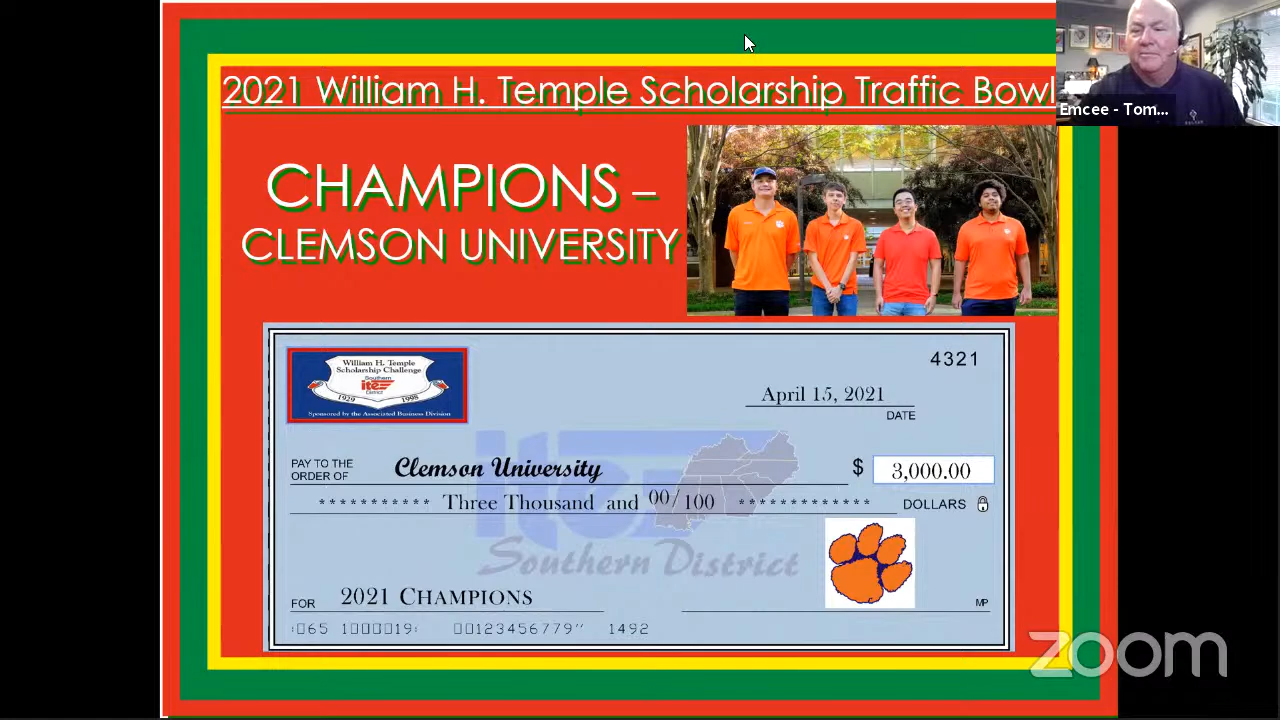 2021 William H. Temple Scholarship Traffic Bowl
Emcee - Tom...
CHAMPIONS –
CLEMSON UNIVERSITY
William H. Temple
Scholarship Challenge
Southern
ite
District
1929 1998
Sponsored by the Associated Business Division
4321
April 15, 2021
DATE
PAY TO THE
ORDER OF
Clemson University
$ 3,000.00
*********** Three Thousand and 00/100 ************* DOLLARS
ite
Southern District
FOR 2021 CHAMPIONS
MP
:065 1000019: 00123456779" 1492
zoom